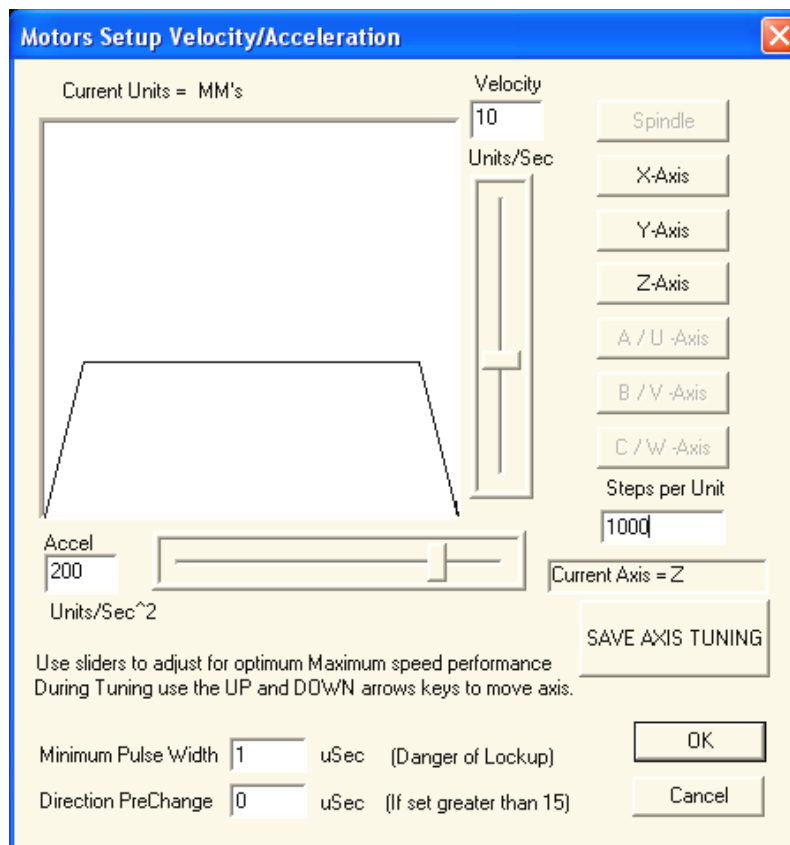 Motors Setup Velocity/Acceleration
Current Units = MM's
Velocity
10
Units/Sec
Spindle
X-Axis
Y-Axis
Z-Axis
A / U -Axis
B / V -Axis
C / W -Axis
Steps per Unit
1000
Accel
200
Units/Sec^2
Current Axis = Z
SAVE AXIS TUNING
Use sliders to adjust for optimum Maximum speed performance
During Tuning use the UP and DOWN arrows keys to move axis.
Minimum Pulse Width 1 uSec (Danger of Lockup)
Direction PreChange 0 uSec (If set greater than 15)
OK
Cancel